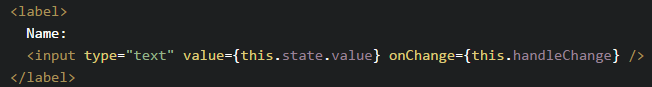 <label>
Name:
<input type="text" value={this.state.value} onChange={this.handleChange} />
</label>